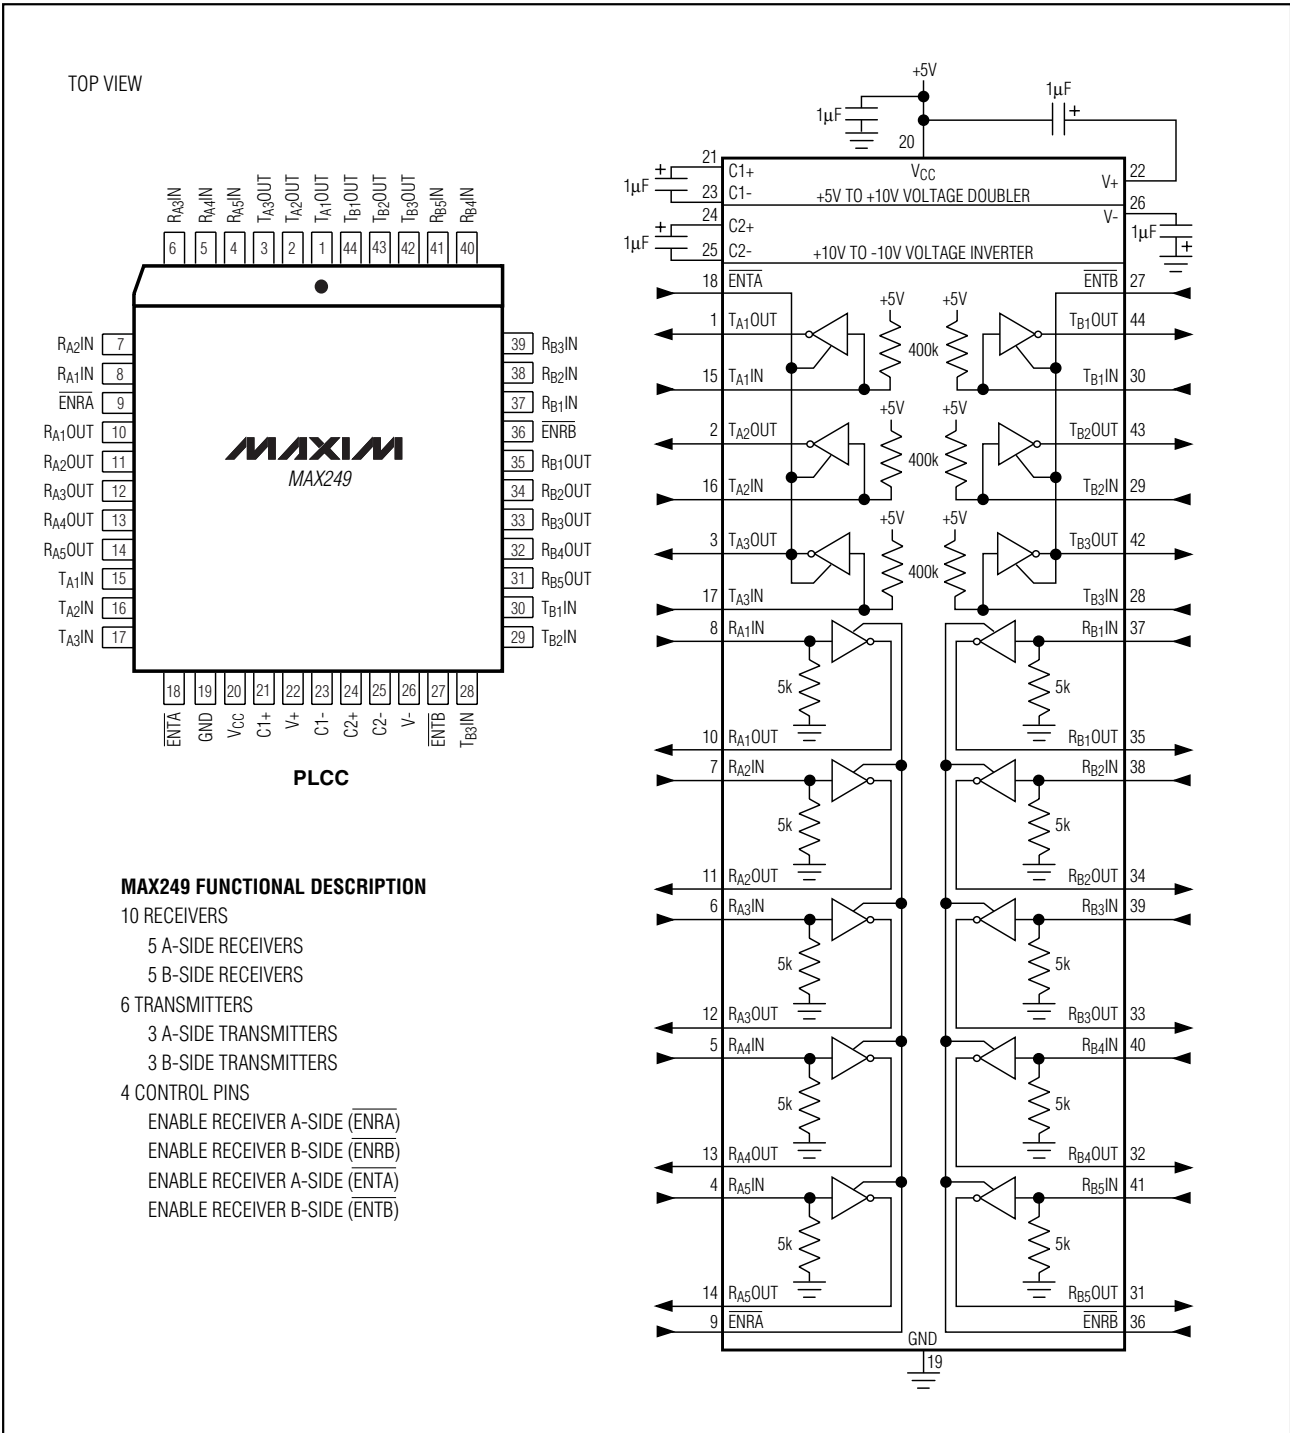 TOP VIEW
RA3IN
RA4IN
RA5IN
TA3OUT
TA2OUT
TA1OUT
TB1OUT
TB2OUT
TB3OUT
RB5IN
RB4IN
6 5 4 3 2 1 44 43 42 41 40
RA2IN 7
RA1IN 8
ENRA 9
RA1OUT 10
RA2OUT 11
RA3OUT 12
RA4OUT 13
RA5OUT 14
TA1IN 15
TA2IN 16
TA3IN 17
MAXIM
MAX249
39 RB3IN
38 RB2IN
37 RB1IN
36 ENRB
35 RB1OUT
34 RB2OUT
33 RB3OUT
32 RB4OUT
31 RB5OUT
30 TB1IN
29 TB2IN
18 19 20 21 22 23 24 25 26 27 28
ENTA
GND
VCC
C1+
V+
C1-
C2+
C2-
V-
ENTB
TB3IN
PLCC
MAX249 FUNCTIONAL DESCRIPTION
10 RECEIVERS
5 A-SIDE RECEIVERS
5 B-SIDE RECEIVERS
6 TRANSMITTERS
3 A-SIDE TRANSMITTERS
3 B-SIDE TRANSMITTERS
4 CONTROL PINS
ENABLE RECEIVER A-SIDE (ENRA)
ENABLE RECEIVER B-SIDE (ENRB)
ENABLE RECEIVER A-SIDE (ENTA)
ENABLE RECEIVER B-SIDE (ENTB)
+5V
1µF
1µF +
20
VCC
21 C1+
+ 1µF
23 C1-
+5V TO +10V VOLTAGE DOUBLER
V+ 22
24 C2+
+ 1µF
25 C2-
+10V TO -10V VOLTAGE INVERTER
V- 26
1µF +
18 ENTA
ENTB 27
+5V +5V
1 TA1OUT
TB1OUT 44
400k
15 TA1IN
TB1IN 30
+5V +5V
2 TA2OUT
TB2OUT 43
400k
16 TA2IN
TB2IN 29
+5V +5V
3 TA3OUT
TB3OUT 42
400k
17 TA3IN
TB3IN 28
8 RA1IN
RB1IN 37
5k 5k
10 RA1OUT
RB1OUT 35
7 RA2IN
RB2IN 38
5k 5k
11 RA2OUT
RB2OUT 34
6 RA3IN
RB3IN 39
5k 5k
12 RA3OUT
RB3OUT 33
5 RA4IN
RB4IN 40
5k 5k
13 RA4OUT
RB4OUT 32
4 RA5IN
RB5IN 41
5k 5k
14 RA5OUT
RB5OUT 31
9 ENRA
ENRB 36
GND
19